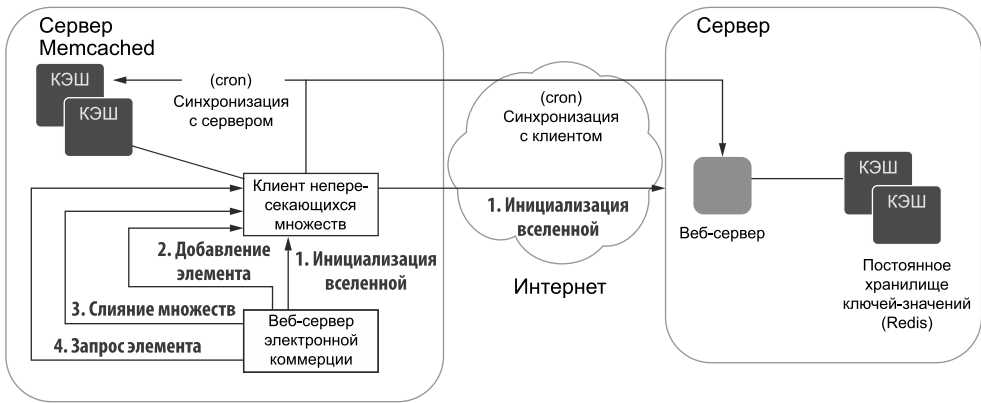 Сервер
Memcached
КЭШ
КЭШ
(cron)
Синхронизация
с сервером
Клиент непере-
секающихся
множеств
2. Добавление
элемента
1. Инициализация
вселенной
3. Слияние множеств
4. Запрос элемента
Веб-сервер
электронной
коммерции
(cron)
Синхронизация
с клиентом
1. Инициализация
вселенной
Интернет
Сервер
Веб-сервер
КЭШ
КЭШ
Постоянное
хранилище
ключей-значений
(Redis)